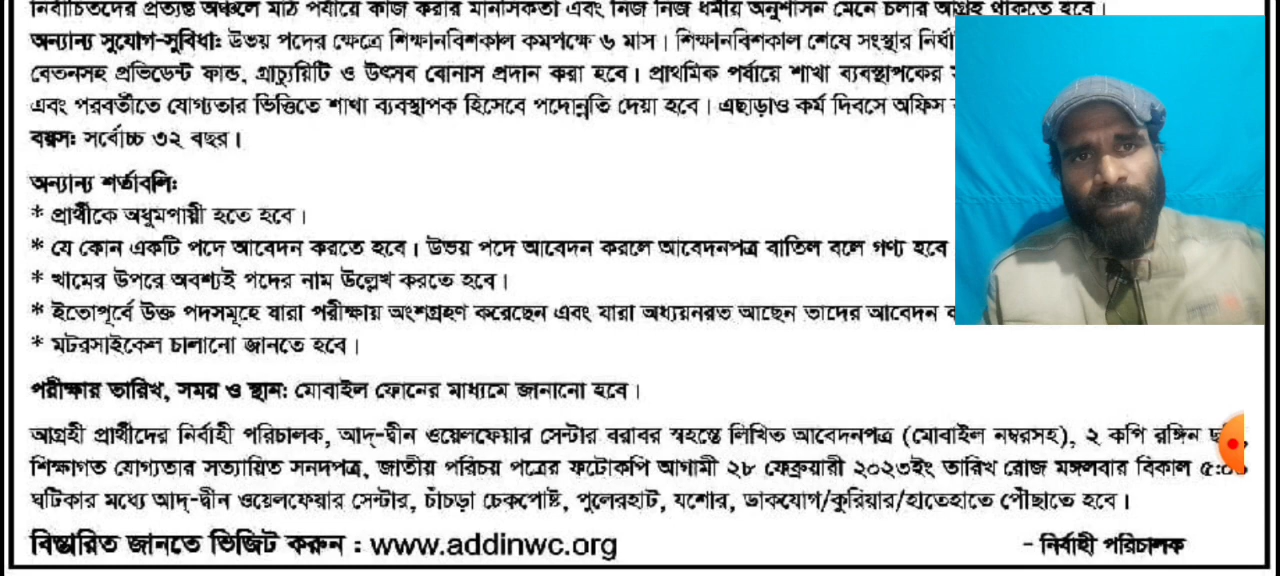 নির্বাচিতদের প্রত্যন্ত অঞ্চলে মাঠ পর্যায়ে কাজ করার মানসিকতা এবং নিজ নিজ ধর্মীয় অনুশাসন মেনে চলার আগ্রহ থাকতে হবে।
অন্যান্য সুযোগ-সুবিধা: উভয় পদের ক্ষেত্রে শিক্ষানবিশকাল কমপক্ষে ৬ মাস। শিক্ষানবিশকাল শেষে সংস্থার
বেতনসহ প্রভিডেন্ট ফান্ড, গ্রাচ্যুয়িটি ও উৎসব বোনাস প্রদান করা হবে। প্রাথমিক পর্যায়ে শাখা ব্যবস্থাপকের
এবং পরবর্তীতে যোগ্যতার ভিত্তিতে শাখা ব্যবস্থাপক হিসেবে পদোন্নতি দেয়া হবে। এছাড়াও কর্ম দিবসে অফিস
বয়স: সর্বোচ্চ ৩২ বছর।
অন্যান্য শর্তাবলি:
* প্রার্থীকে অধুমপায়ী হতে হবে।
* যে কোন একটি পদে আবেদন করতে হবে। উভয় পদে আবেদন করলে আবেদনপত্র বাতিল বলে গণ্য হবে
* খামের উপরে অবশ্যই পদের নাম উল্লেখ করতে হবে।
* ইতোপূর্বে উক্ত পদসমূহে যারা পরীক্ষায় অংশগ্রহণ করেছেন এবং যারা অধ্যয়নরত আছেন তাদের আবেদন
* মটরসাইকেল চালানো জানতে হবে।
পরীক্ষার তারিখ, সময় ও স্থান: মোবাইল ফোনের মাধ্যমে জানানো হবে।
আগ্রহী প্রার্থীদের নির্বাহী পরিচালক, আদ্-দ্বীন ওয়েলফেয়ার সেন্টার বরাবর স্বহস্তে লিখিত আবেদনপত্র (মোবাইল নম্বরসহ), ২ কপি রঙ্গিন
শিক্ষাগত যোগ্যতার সত্যায়িত সনদপত্র, জাতীয় পরিচয় পত্রের ফটোকপি আগামী ২৮ ফেব্রুয়ারী ২০২৩ইং তারিখ রোজ মঙ্গলবার বিকাল
ঘটিকার মধ্যে আদ্-দ্বীন ওয়েলফেয়ার সেন্টার, চাঁচড়া চেকপোষ্ট, পুলেরহাট, যশোর, ডাকযোগ/কুরিয়ার/হাতেহাতে পৌঁছাতে হবে।
বিস্তারিত জানতে ভিজিট করুন : www.addinwc.org
- নির্বাহী পরিচালক